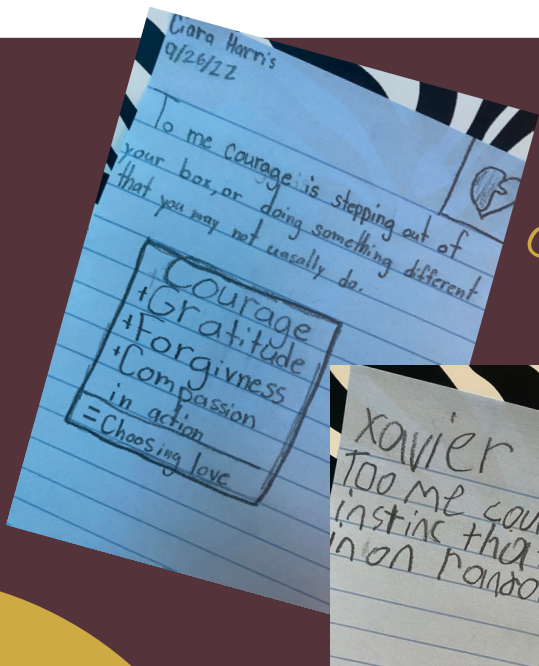 Ciara Harris
9/26/22
To me courage is stepping out of
your box, or doing something different
that you may not uasally do.
Courage
+Gratitude
+Forgivness
+Compassion
in action
=Choosing love
xavier
Too me cou
instinc tha
in on rando